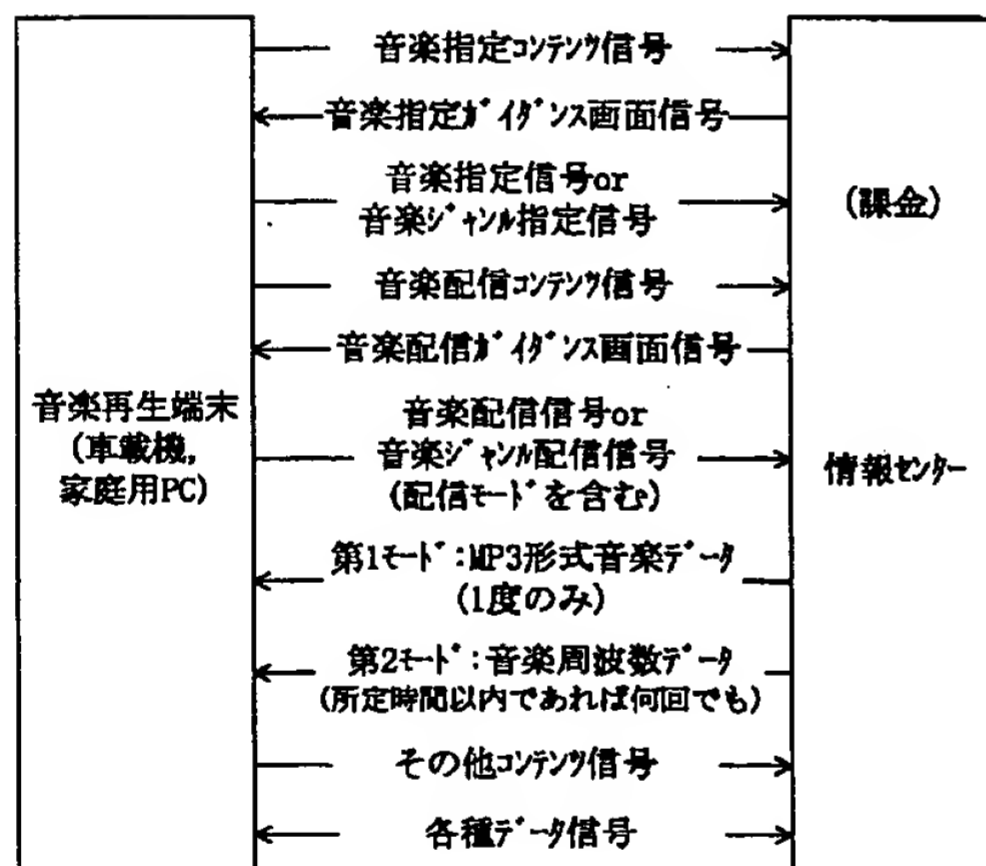 音楽指定ｺﾝﾃﾝﾂ信号
音楽指定ｶﾞｲﾀﾞﾝｽ画面信号
音楽指定信号or
音楽ｼﾞｬﾝﾙ指定信号
(課金)
音楽配信ｺﾝﾃﾝﾂ信号
音楽配信ｶﾞｲﾀﾞﾝｽ画面信号
音楽再生端末
(車載機,
家庭用PC)
音楽配信信号or
音楽ｼﾞｬﾝﾙ配信信号
(配信ﾓｰﾄﾞを含む)
情報ｾﾝﾀｰ
第1ﾓｰﾄﾞ:MP3形式音楽ﾃﾞｰﾀ
(1度のみ)
第2ﾓｰﾄﾞ:音楽周波数ﾃﾞｰﾀ
(所定時間以内であれば何回でも)
その他ｺﾝﾃﾝﾂ信号
各種ﾃﾞｰﾀ信号